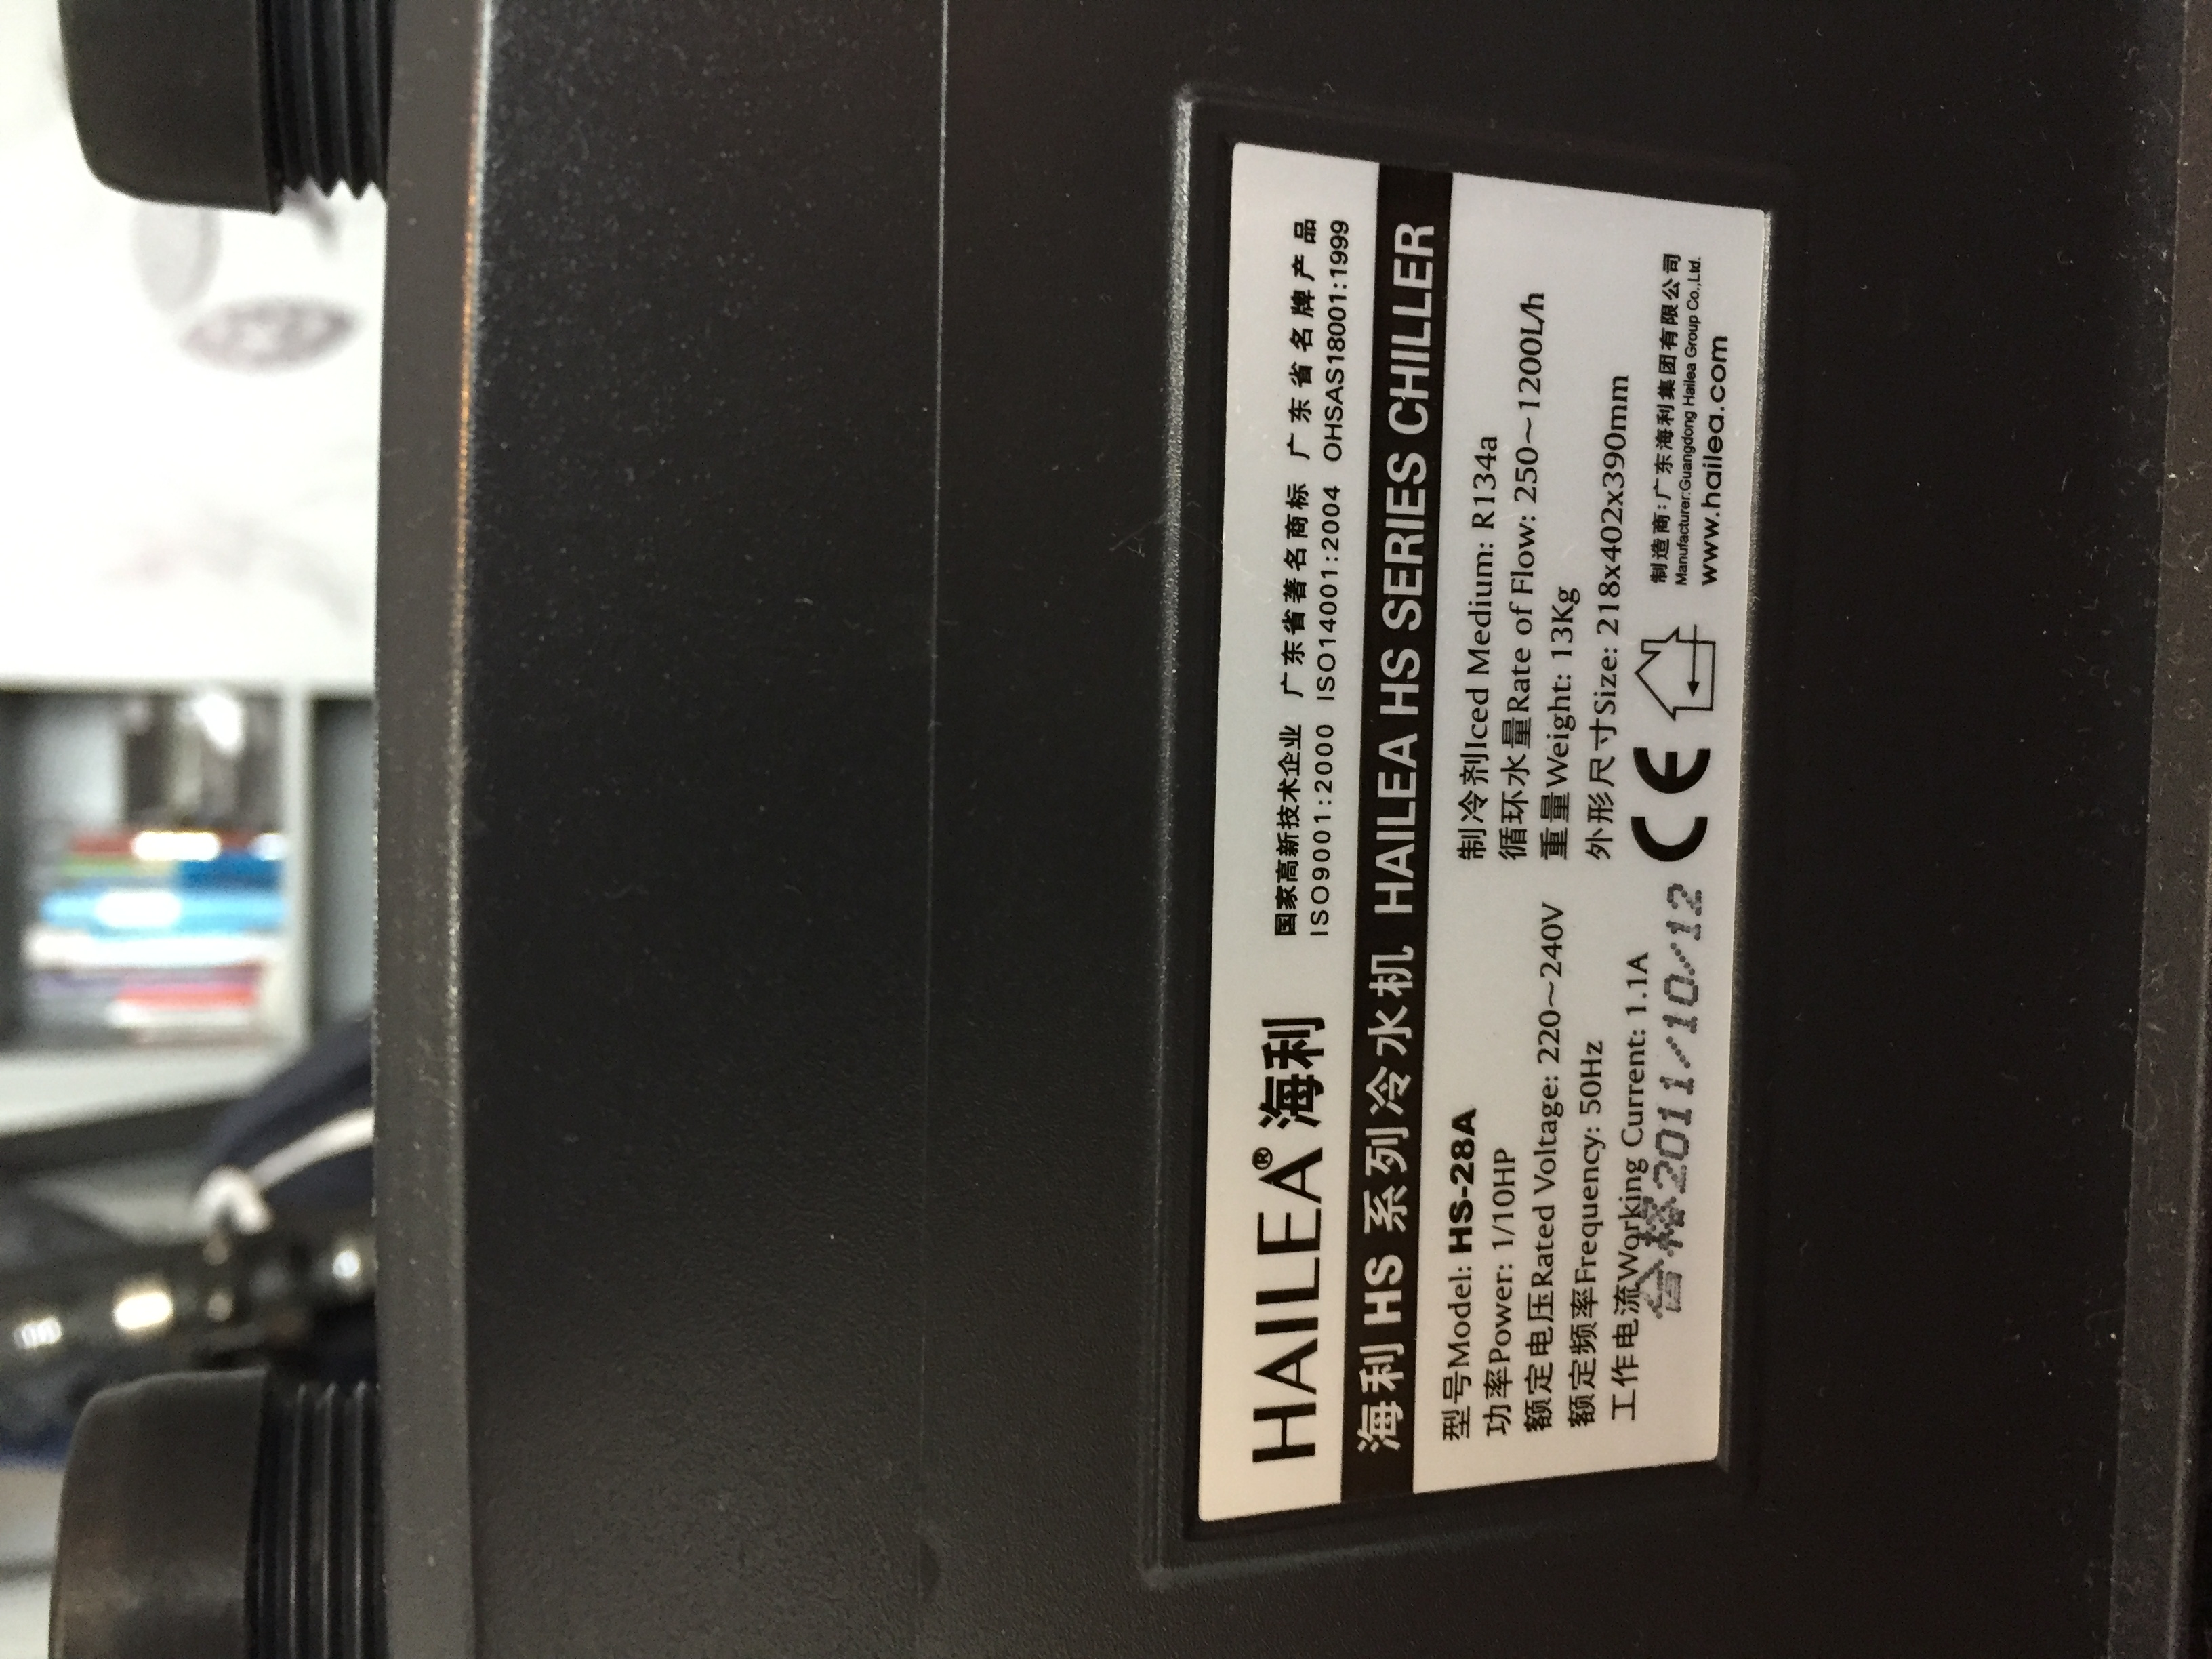 HAILEA® 海利
国家高新技术企业 广东省著名商标 广东省名牌产品
ISO9001:2000 ISO14001:2004 OHSAS18001:1999
海利 HS 系列冷水机 HAILEA HS SERIES CHILLER
型号Model: HS-28A
功率Power: 1/10HP
额定电压Rated Voltage: 220~240V
额定频率Frequency: 50Hz
工作电流Working Current: 1.1A
合格2011/10/12
制冷剂Iced Medium: R134a
循环水量Rate of Flow: 250~1200L/h
重量Weight: 13Kg
外形尺寸Size: 218x402x390mm
CE
制造商:广东海利集团有限公司
Manufacturer:Guangdong Hailea Group Co.,Ltd.
www.hailea.com